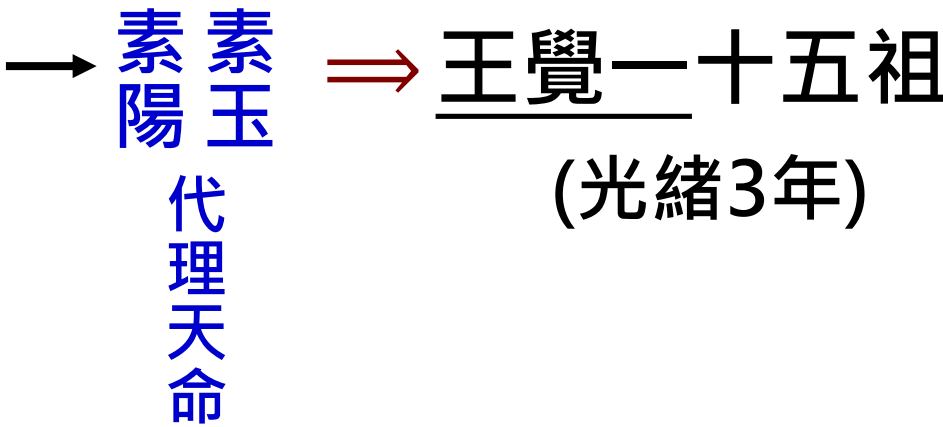 → 素陽 素玉 ⇒ 王覺一十五祖
代理天命
(光緒3年)